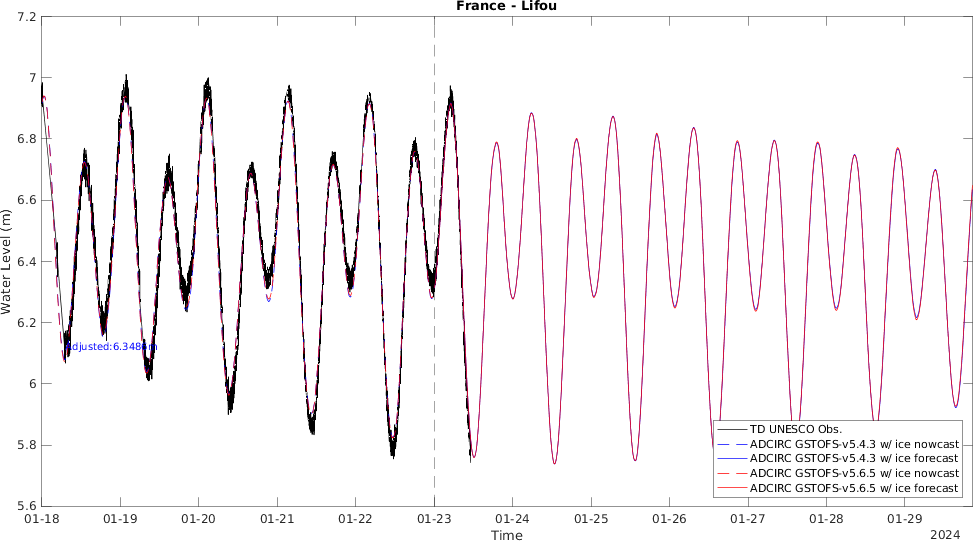 France - Lifou
Water Level (m)
7.2
7
6.8
6.6
6.4
6.2
6
5.8
5.6
TD UNESCO Obs.
ADCIRC GSTOFS-v5.4.3 w/ ice nowcast
ADCIRC GSTOFS-v5.4.3 w/ ice forecast
ADCIRC GSTOFS-v5.6.5 w/ ice nowcast
ADCIRC GSTOFS-v5.6.5 w/ ice forecast
01-18 01-19 01-20 01-21 01-22 01-23 01-24 01-25 01-26 01-27 01-28 01-29
Time
2024